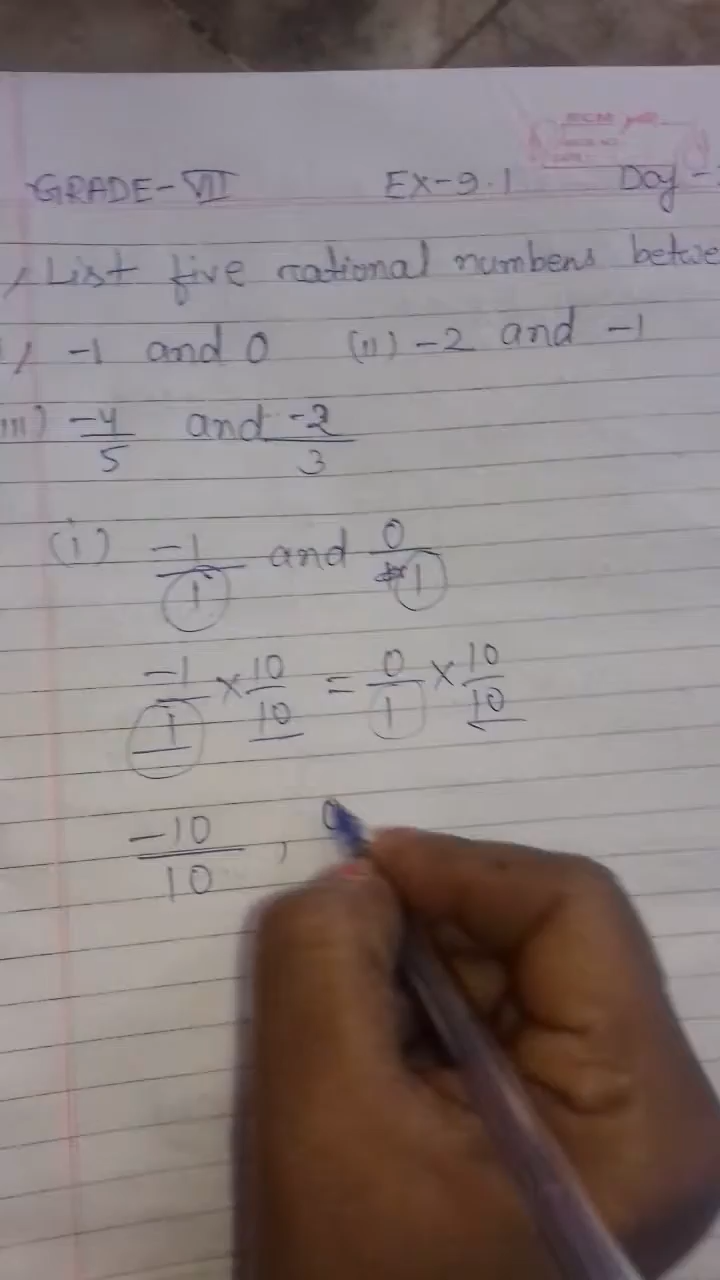 GRADE-VII EX-9.1 Day-
List five rational numbers betwe
-1 and 0 (ii) -2 and -1
iii) -4/5 and -2/3
(i) -1/1 and 0/1
-1/1 × 10/10 = 0/1 × 10/10
-10/10 , 0